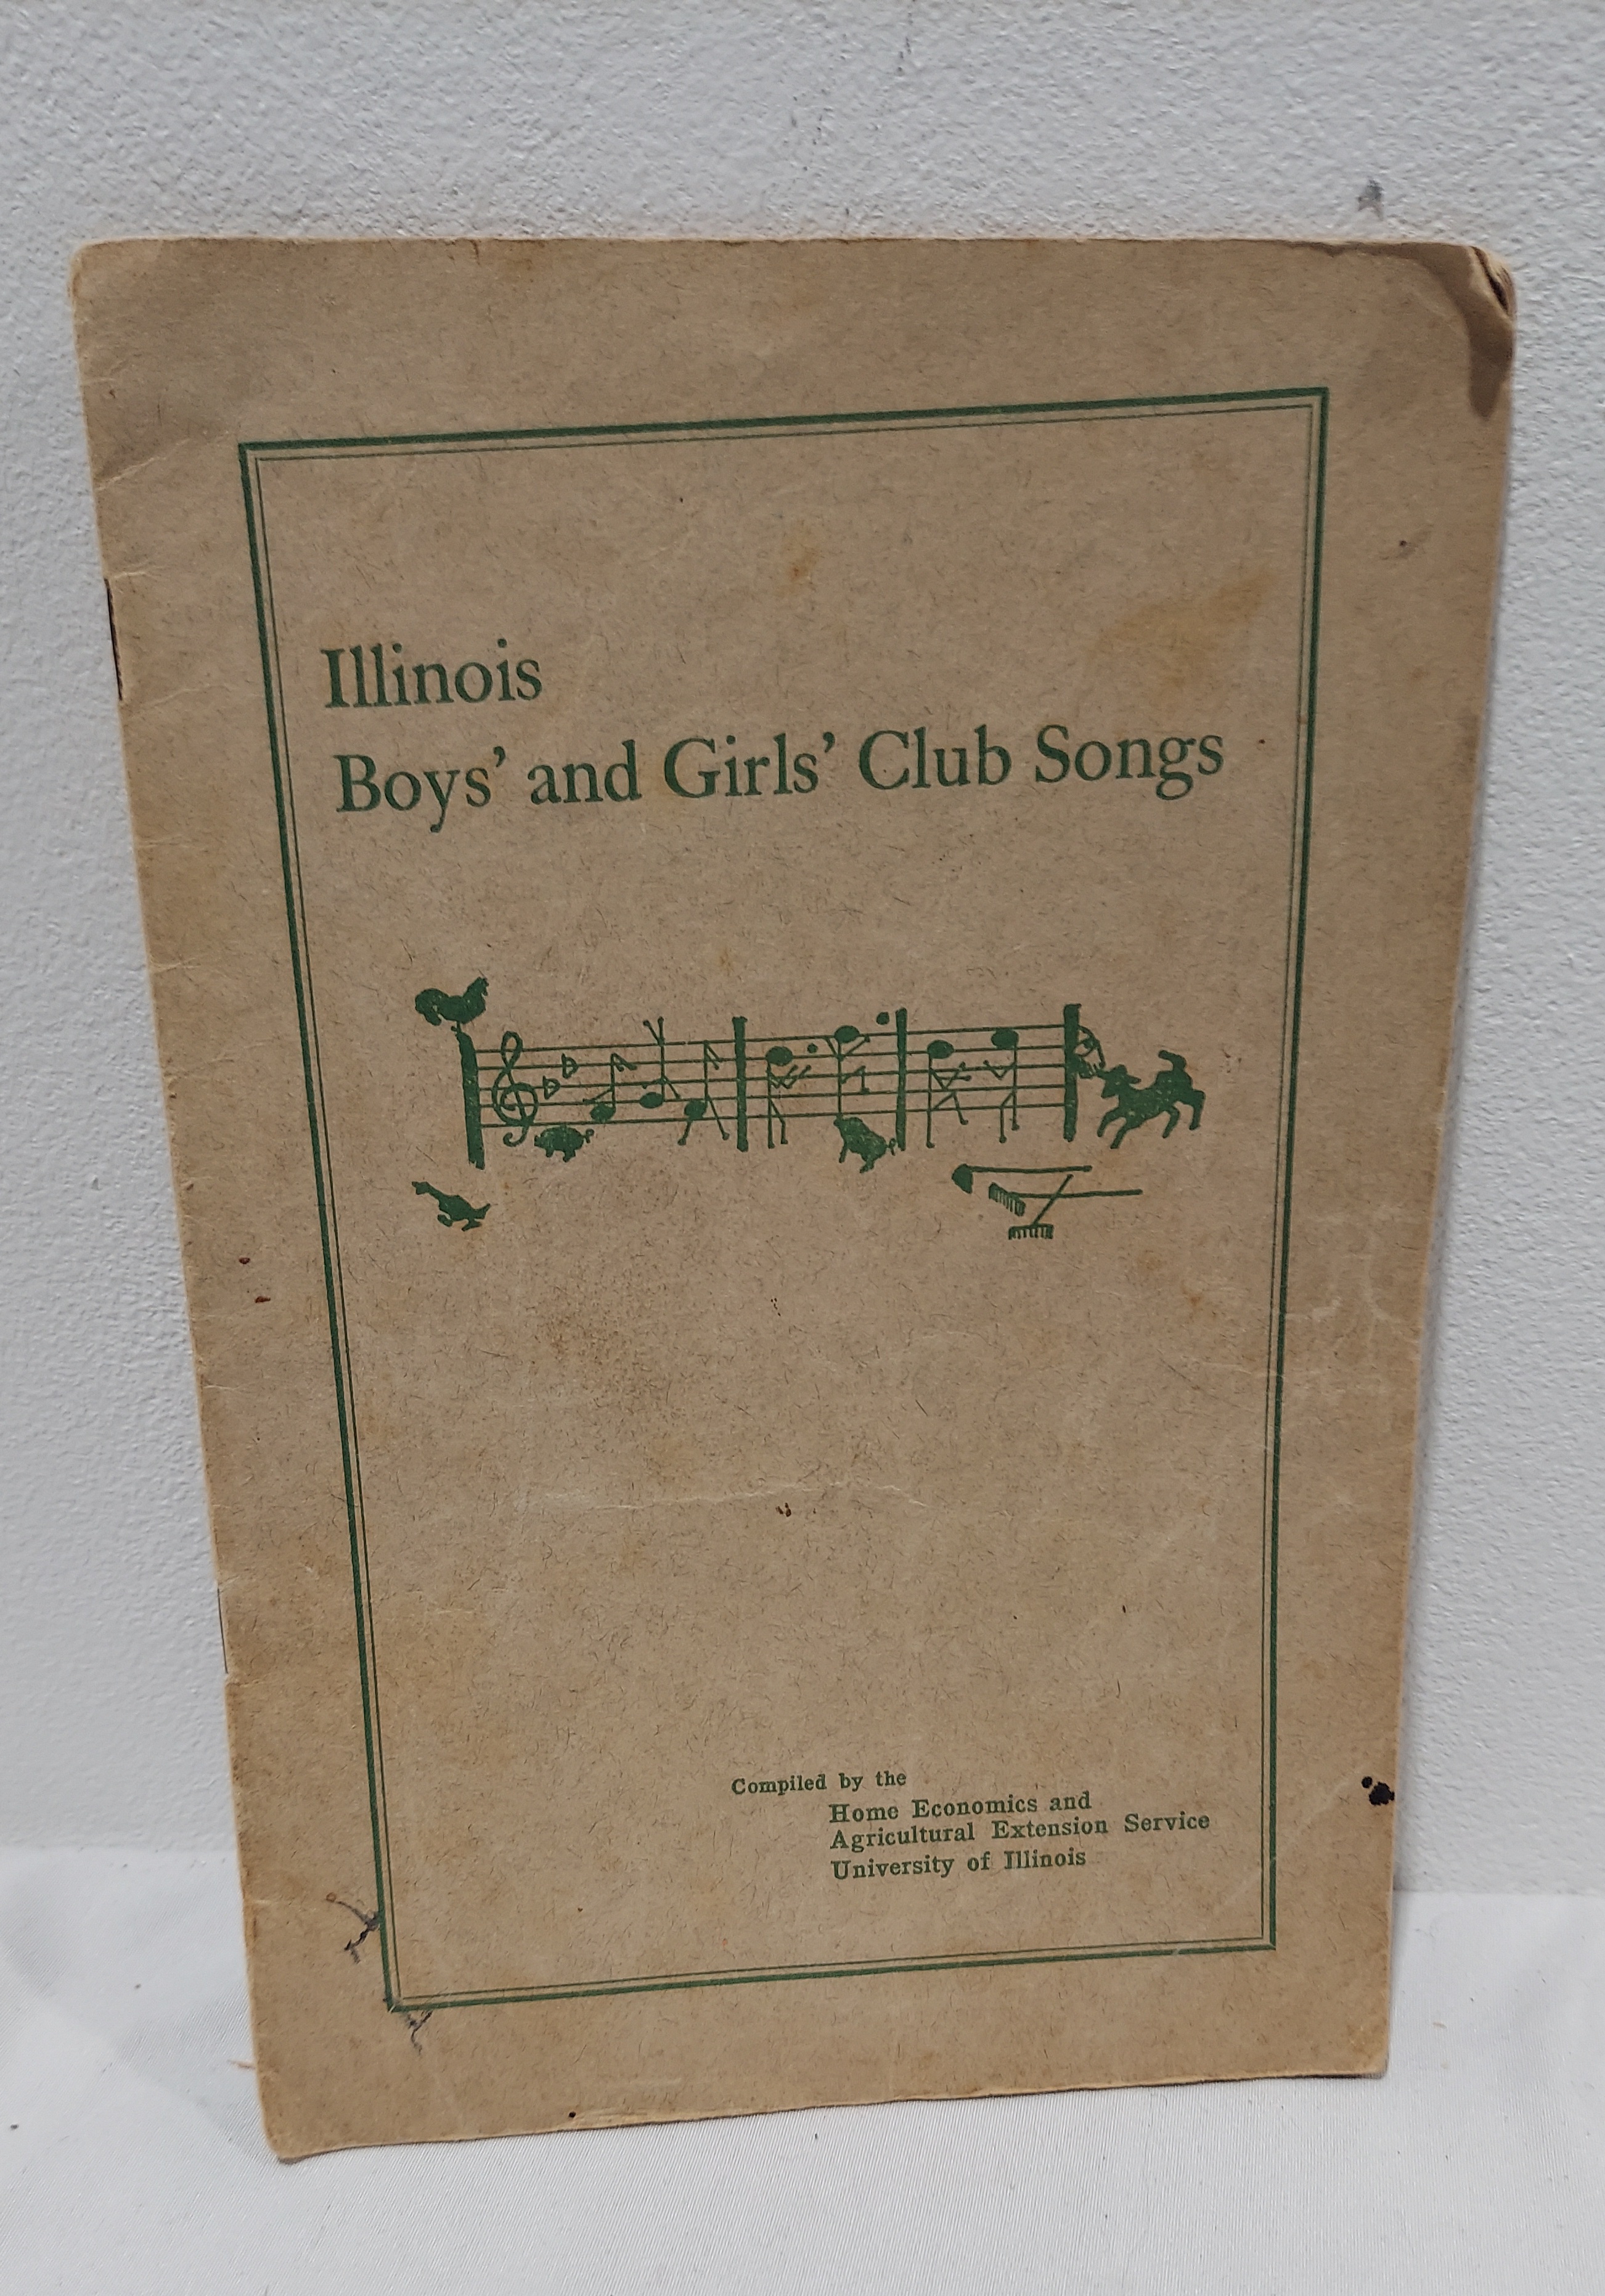 Illinois
Boys’ and Girls’ Club Songs
Compiled by the
Home Economics and
Agricultural Extension Service
University of Illinois